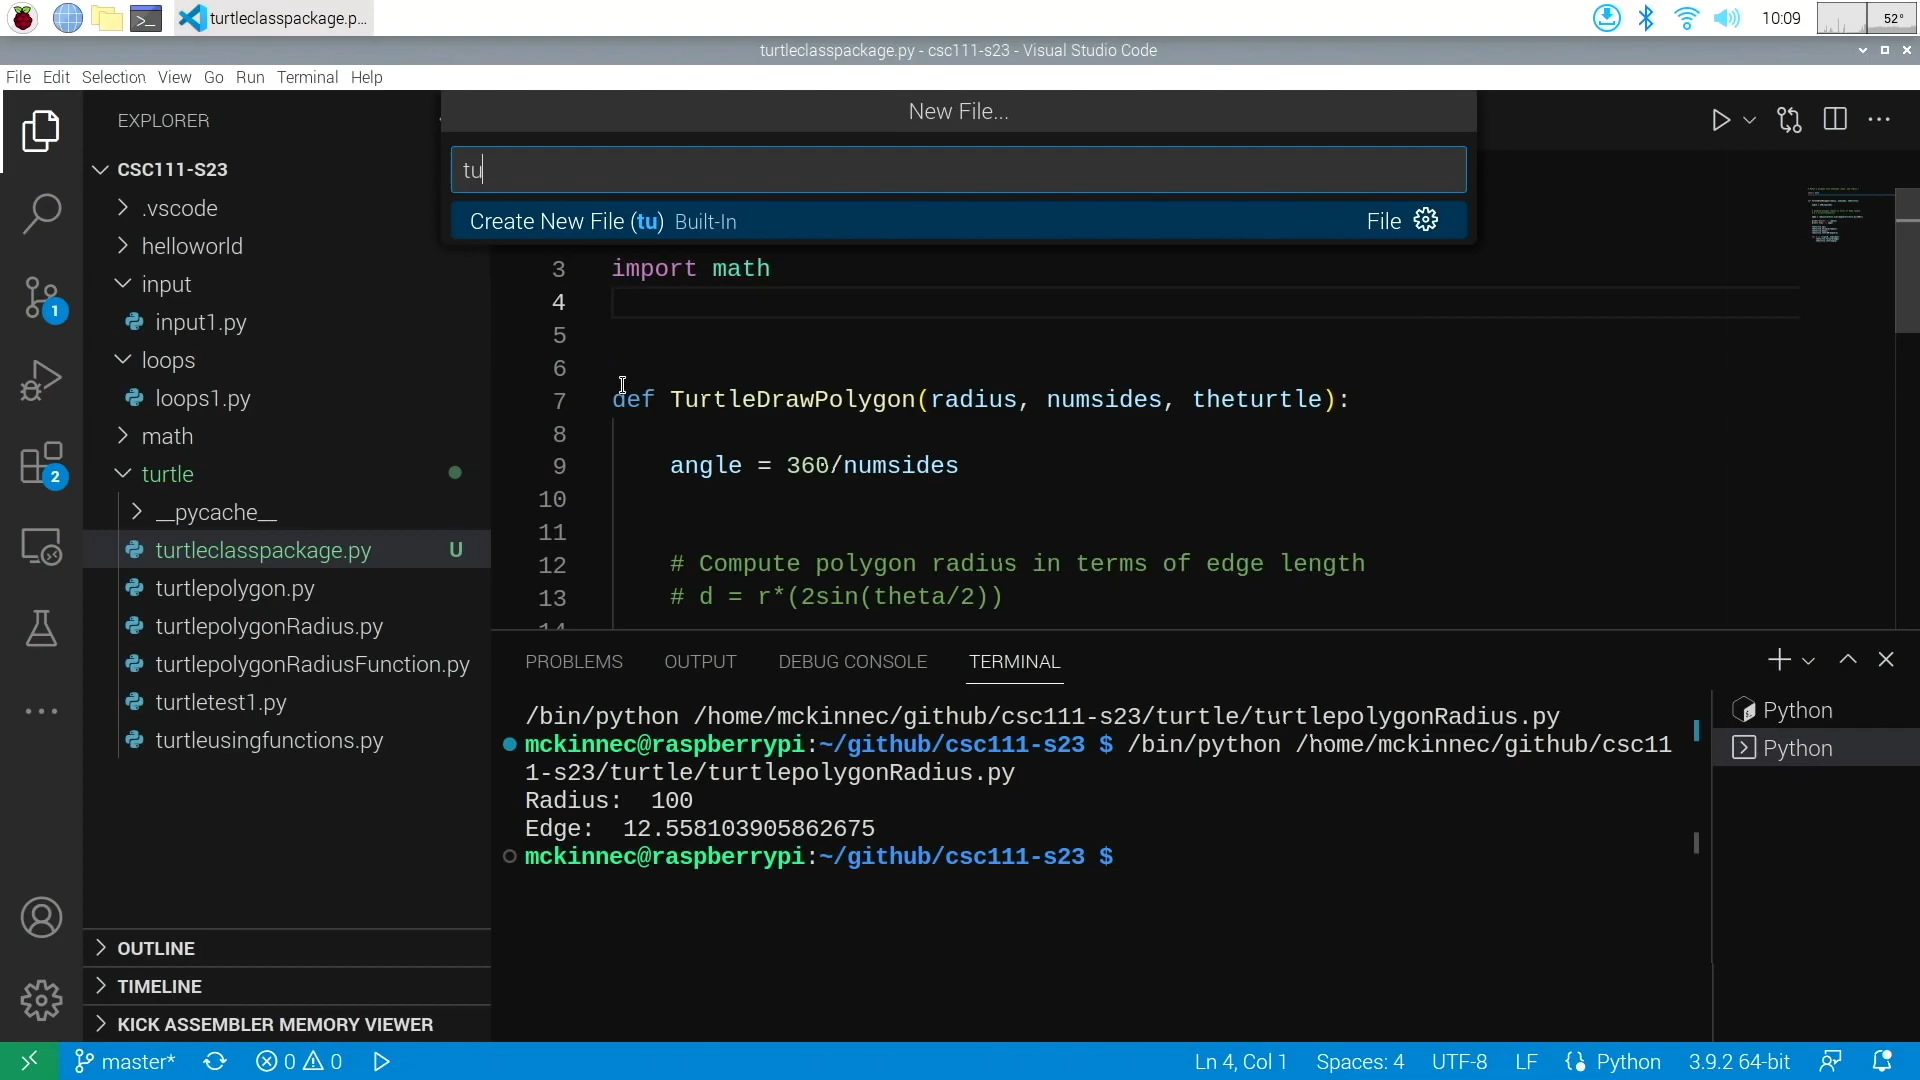 turtleclasspackage.p...
10:09
52°
turtleclasspackage.py - csc111-s23 - Visual Studio Code
File Edit Selection View Go Run Terminal Help
EXPLORER
CSC111-S23
.vscode
helloworld
input
input1.py
loops
loops1.py
math
turtle
__pycache__
turtleclasspackage.py U
turtlepolygon.py
turtlepolygonRadius.py
turtlepolygonRadiusFunction.py
turtletest1.py
turtleusingfunctions.py
OUTLINE
TIMELINE
KICK ASSEMBLER MEMORY VIEWER
1
2
New File...
tu
Create New File (tu) Built-In File
3 import math
4
5
6
7 def TurtleDrawPolygon(radius, numsides, theturtle):
8
9 angle = 360/numsides
10
11
12 # Compute polygon radius in terms of edge length
13 # d = r*(2sin(theta/2))
14
PROBLEMS OUTPUT DEBUG CONSOLE TERMINAL
/bin/python /home/mckinnec/github/csc111-s23/turtle/turtlepolygonRadius.py
mckinnec@raspberrypi:~/github/csc111-s23 $ /bin/python /home/mckinnec/github/csc11
1-s23/turtle/turtlepolygonRadius.py
Radius:  100
Edge:  12.558103905862675
mckinnec@raspberrypi:~/github/csc111-s23 $
Python
Python
master* 0 0 Ln 4, Col 1 Spaces: 4 UTF-8 LF {} Python 3.9.2 64-bit